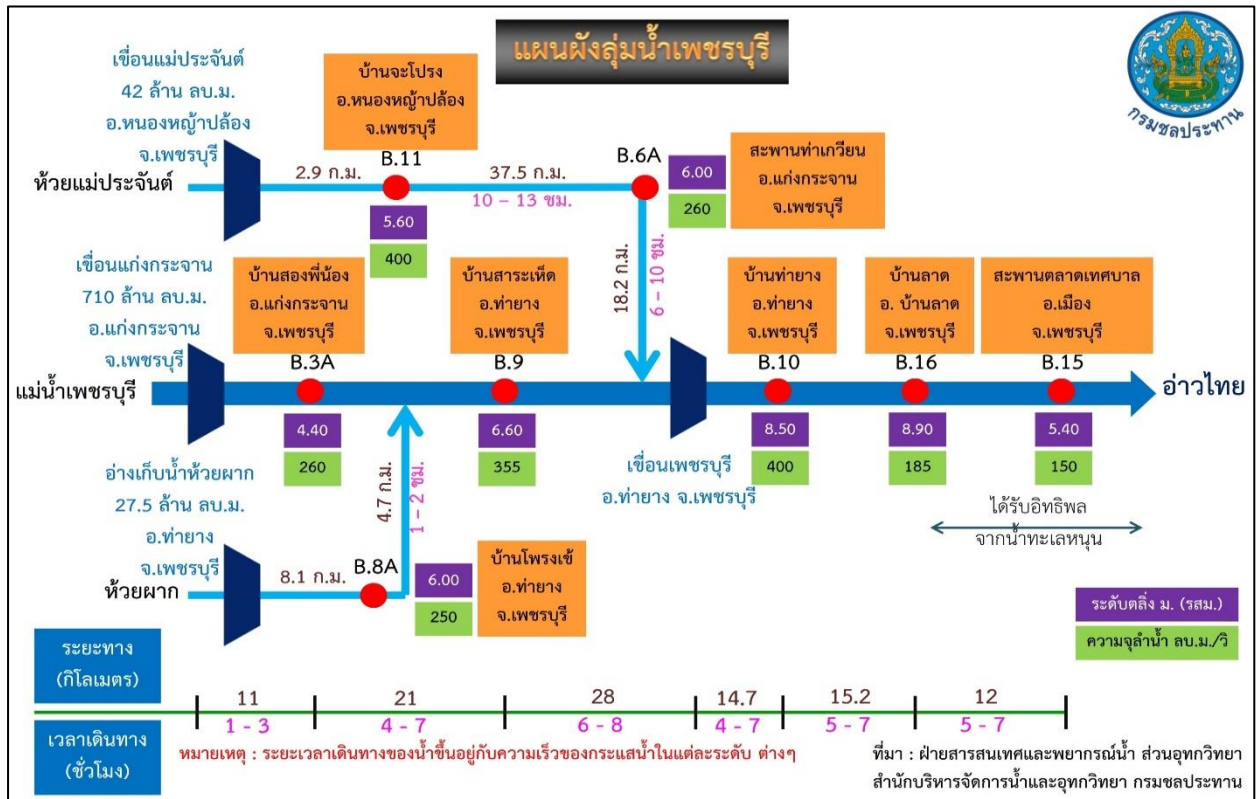 แผนผังลุ่มน้ำเพชรบุรี
กรมชลประทาน
เขื่อนแม่ประจันต์
42 ล้าน ลบ.ม.
อ.หนองหญ้าปล้อง
จ.เพชรบุรี
ห้วยแม่ประจันต์
2.9 ก.ม.
บ้านจะโปรง
อ.หนองหญ้าปล้อง
จ.เพชรบุรี
B.11
5.60
400
37.5 ก.ม.
10 – 13 ชม.
B.6A
6.00
260
สะพานท่าเกวียน
อ.แก่งกระจาน
จ.เพชรบุรี
18.2 ก.ม.
6 – 10 ชม.
เขื่อนแก่งกระจาน
710 ล้าน ลบ.ม.
อ.แก่งกระจาน
จ.เพชรบุรี
แม่น้ำเพชรบุรี
บ้านสองพี่น้อง
อ.แก่งกระจาน
จ.เพชรบุรี
B.3A
4.40
260
บ้านสาระเห็ด
อ.ท่ายาง
จ.เพชรบุรี
B.9
6.60
355
เขื่อนเพชรบุรี
อ.ท่ายาง จ.เพชรบุรี
บ้านท่ายาง
อ.ท่ายาง
จ.เพชรบุรี
B.10
8.50
400
บ้านลาด
อ. บ้านลาด
จ.เพชรบุรี
B.16
8.90
185
สะพานตลาดเทศบาล
อ.เมือง
จ.เพชรบุรี
B.15
5.40
150
อ่าวไทย
ได้รับอิทธิพล
จากน้ำทะเลหนุน
อ่างเก็บน้ำห้วยผาก
27.5 ล้าน ลบ.ม.
อ.ท่ายาง
จ.เพชรบุรี
ห้วยผาก
8.1 ก.ม.
B.8A
4.7 ก.ม.
1 – 2 ชม.
6.00
250
บ้านโพรงเข้
อ.ท่ายาง
จ.เพชรบุรี
ระดับตลิ่ง ม. (รสม.)
ความจุลำน้ำ ลบ.ม./วิ
ระยะทาง
(กิโลเมตร)
11 21 28 14.7 15.2 12
เวลาเดินทาง
(ชั่วโมง)
1 - 3 4 - 7 6 - 8 4 - 7 5 - 7 5 - 7
หมายเหตุ : ระยะเวลาเดินทางของน้ำขึ้นอยู่กับความเร็วของกระแสน้ำในแต่ละระดับ ต่างๆ
ที่มา : ฝ่ายสารสนเทศและพยากรณ์น้ำ ส่วนอุทกวิทยา
สำนักบริหารจัดการน้ำและอุทกวิทยา กรมชลประทาน